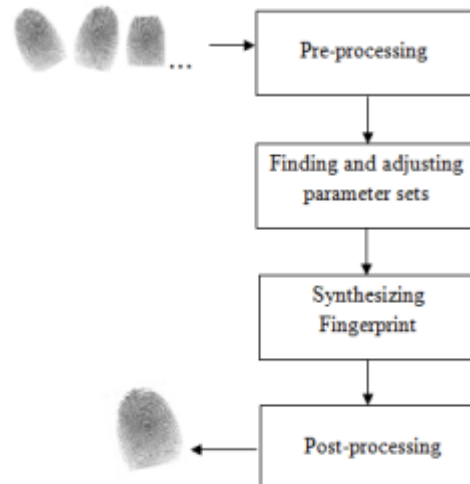 ...
Pre-processing
Finding and adjusting
parameter sets
Synthesizing
Fingerprint
Post-processing